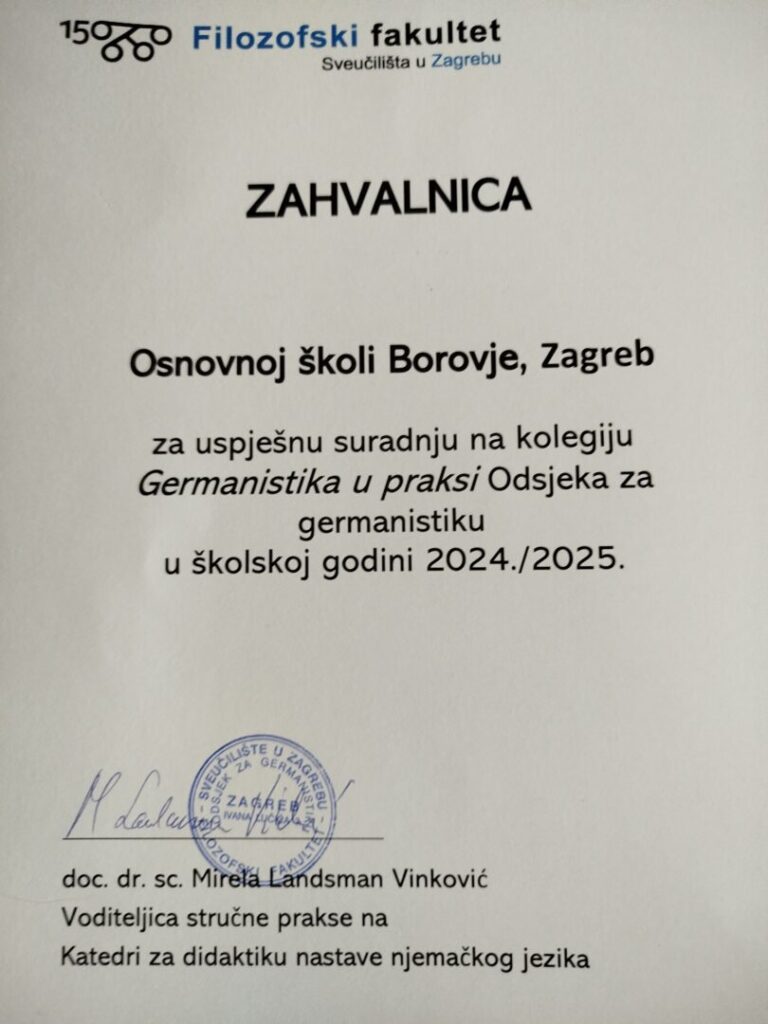 150 Filozofski fakultet
Sveučilišta u Zagrebu
ZAHVALNICA
Osnovnoj školi Borovje, Zagreb
za uspješnu suradnju na kolegiju
Germanistika u praksi Odsjeka za
germanistiku
u školskoj godini 2024./2025.
SVEUČILIŠTE U ZAGREBU
ODSJEK ZA
ZAGREB
FILOZOFSKI FAKULTET
doc. dr. sc. Mirela Landsman Vinković
Voditeljica stručne prakse na
Katedri za didaktiku nastave njemačkog jezika